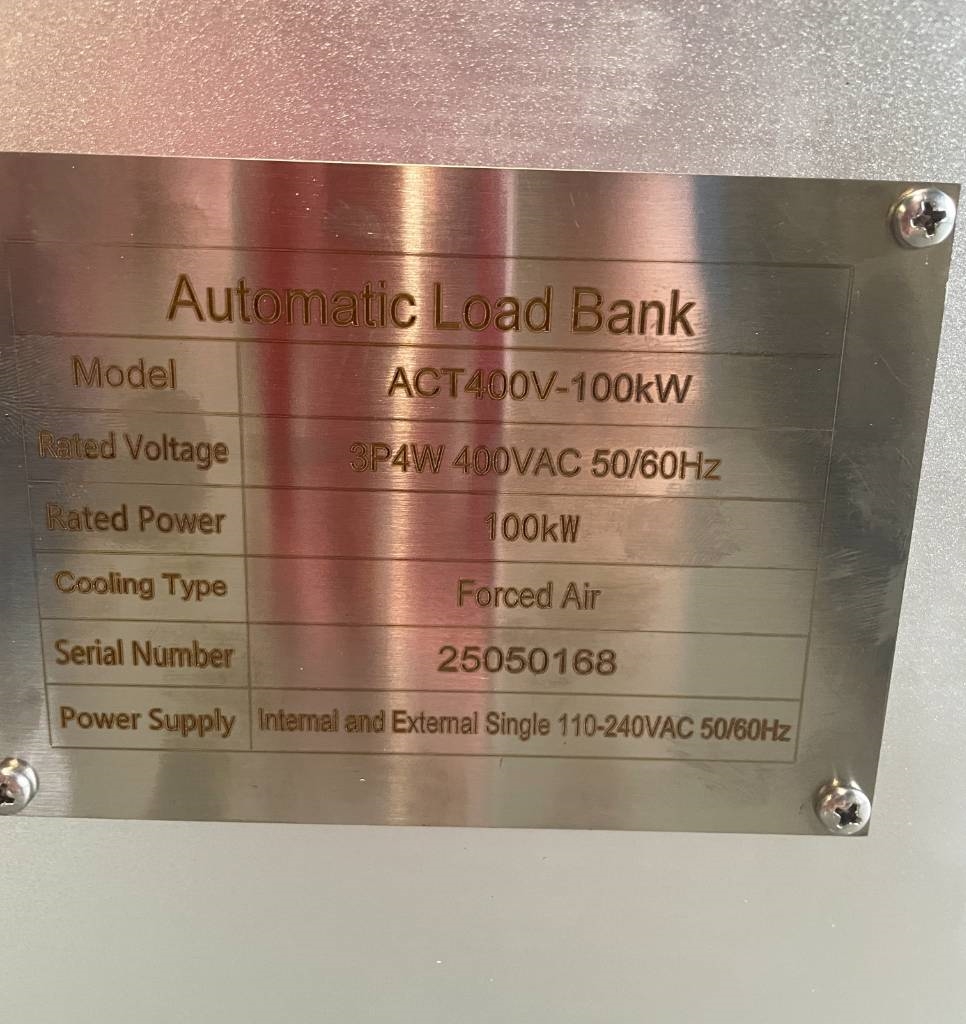 Automatic Load Bank
Model ACT400V-100kW
Rated Voltage 3P4W 400VAC 50/60Hz
Rated Power 100kW
Cooling Type Forced Air
Serial Number 25050168
Power Supply Internal and External Single 110-240VAC 50/60Hz